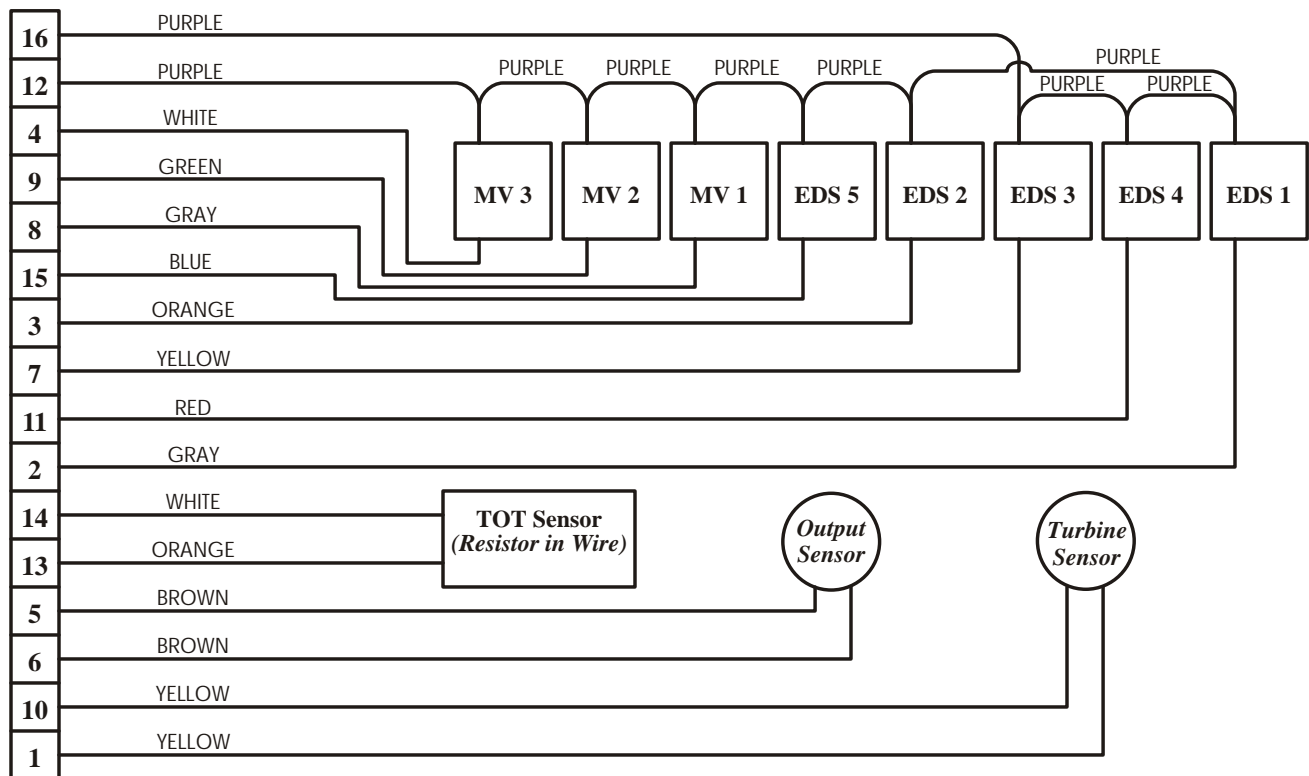 16 PURPLE
12 PURPLE PURPLE PURPLE PURPLE PURPLE PURPLE
PURPLE PURPLE
4 WHITE
9 GREEN
MV 3 MV 2 MV 1 EDS 5 EDS 2 EDS 3 EDS 4 EDS 1
8 GRAY
15 BLUE
3 ORANGE
7 YELLOW
11 RED
2 GRAY
14 WHITE
13 ORANGE
TOT Sensor
(Resistor in Wire)
Output
Sensor
Turbine
Sensor
5 BROWN
6 BROWN
10 YELLOW
1 YELLOW